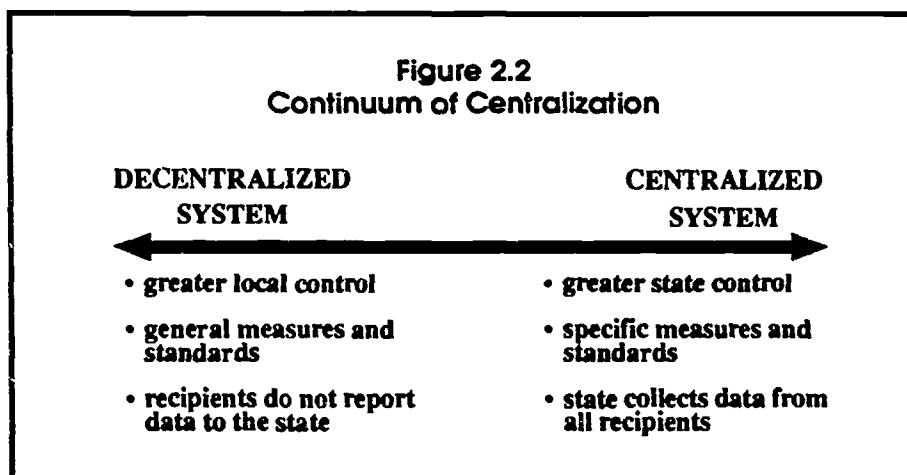 Figure 2.2
Continuum of Centralization
DECENTRALIZED
SYSTEM
CENTRALIZED
SYSTEM
• greater local control
• general measures and
standards
• recipients do not report
data to the state
• greater state control
• specific measures and
standards
• state collects data from
all recipients